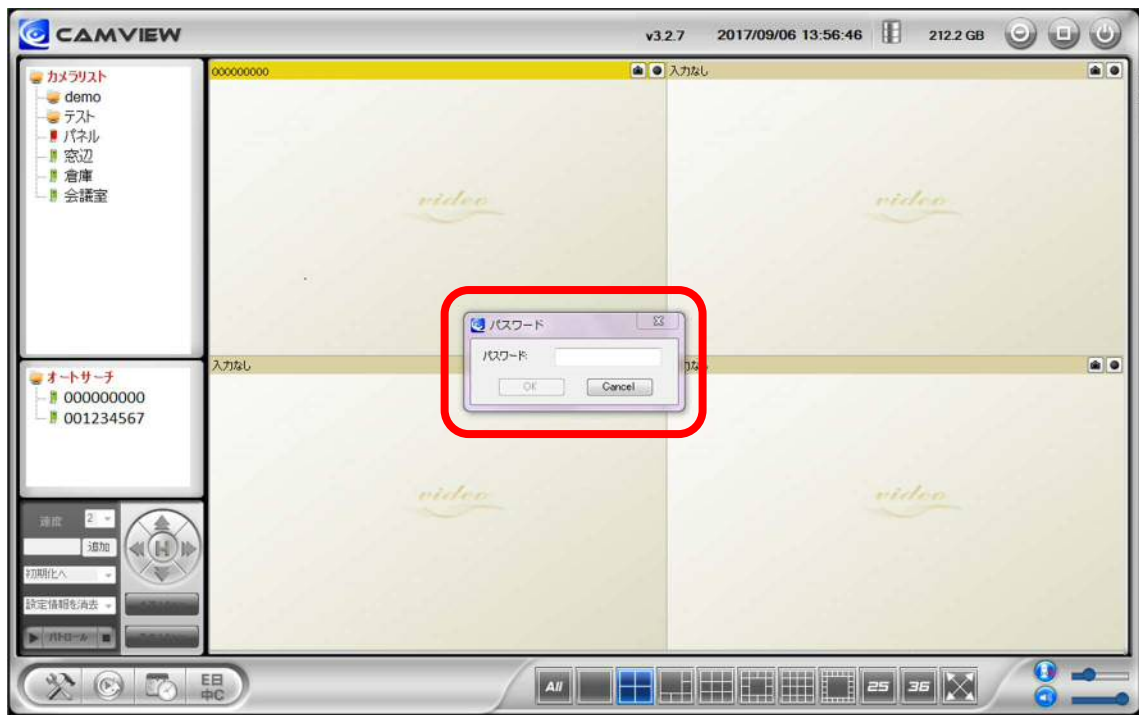 CAMVIEW
v3.2.7 2017/09/06 13:56:46 212.2 GB
カメラリスト
demo
テスト
パネル
窓辺
倉庫
会議室
000000000
入力なし
video
video
パスワード
パスワード:
OK Cancel
入力なし
video
video
オートサーチ
000000000
001234567
速度 2
追加
H
初期化へ
設定情報を消去
パトロール
EB
中C
All
25
36